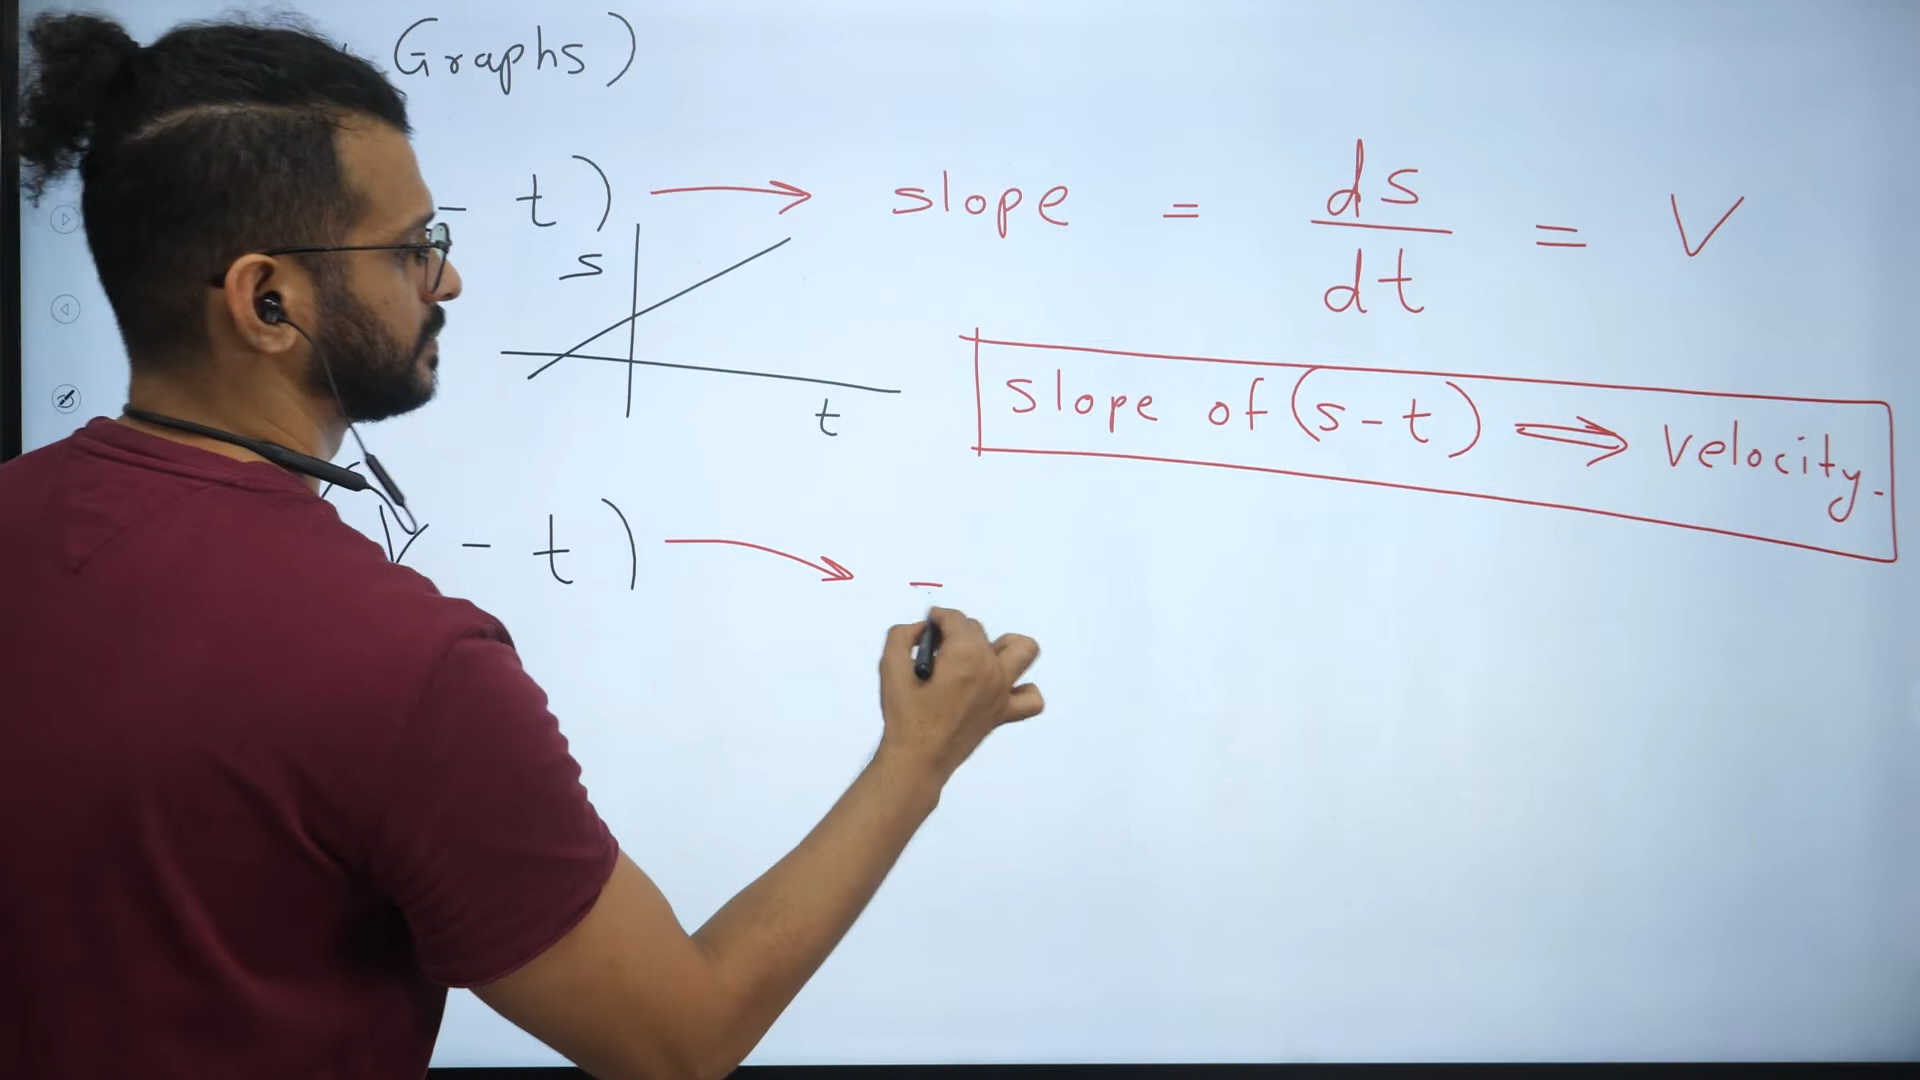 Graphs)
- t) → slope = ds/dt = V
s
t
slope of (s-t) ⇒ velocity.
(V - t) → -